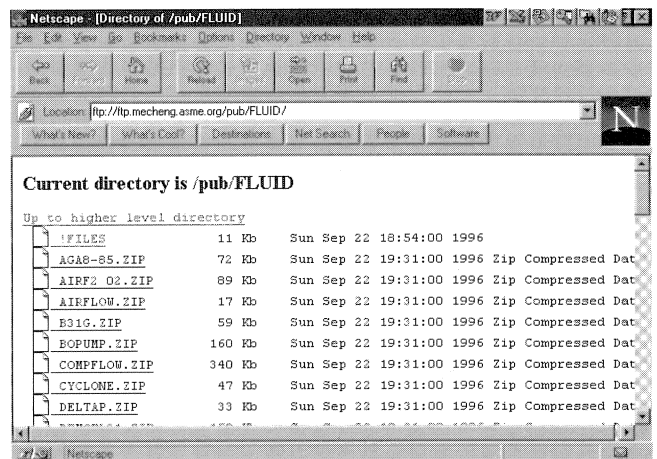 Netscape - [Directory of /pub/FLUID]
File Edit View Go Bookmarks Options Directory Window Help
Back Home Reload Open Print Find
Location: ftp://ftp.mecheng.asme.org/pub/FLUID/
What's New? What's Cool? Destinations Net Search People Software
N
Current directory is /pub/FLUID
Up to higher level directory
!FILES 11 Kb Sun Sep 22 18:54:00 1996
AGA8-85.ZIP 72 Kb Sun Sep 22 19:31:00 1996 Zip Compressed Dat
AIRF2_02.ZIP 89 Kb Sun Sep 22 19:31:00 1996 Zip Compressed Dat
AIRFLOW.ZIP 17 Kb Sun Sep 22 19:31:00 1996 Zip Compressed Dat
B31G.ZIP 59 Kb Sun Sep 22 19:31:00 1996 Zip Compressed Dat
BOPUMP.ZIP 160 Kb Sun Sep 22 19:31:00 1996 Zip Compressed Dat
COMPFLOW.ZIP 340 Kb Sun Sep 22 19:31:00 1996 Zip Compressed Dat
CYCLONE.ZIP 47 Kb Sun Sep 22 19:31:00 1996 Zip Compressed Dat
DELTAP.ZIP 33 Kb Sun Sep 22 19:31:00 1996 Zip Compressed Dat
Netscape